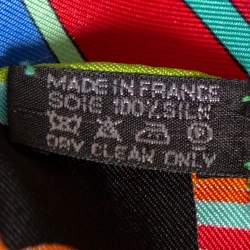 MADE IN FRANCE
SOIE 100% SILK
DRY CLEAN ONLY